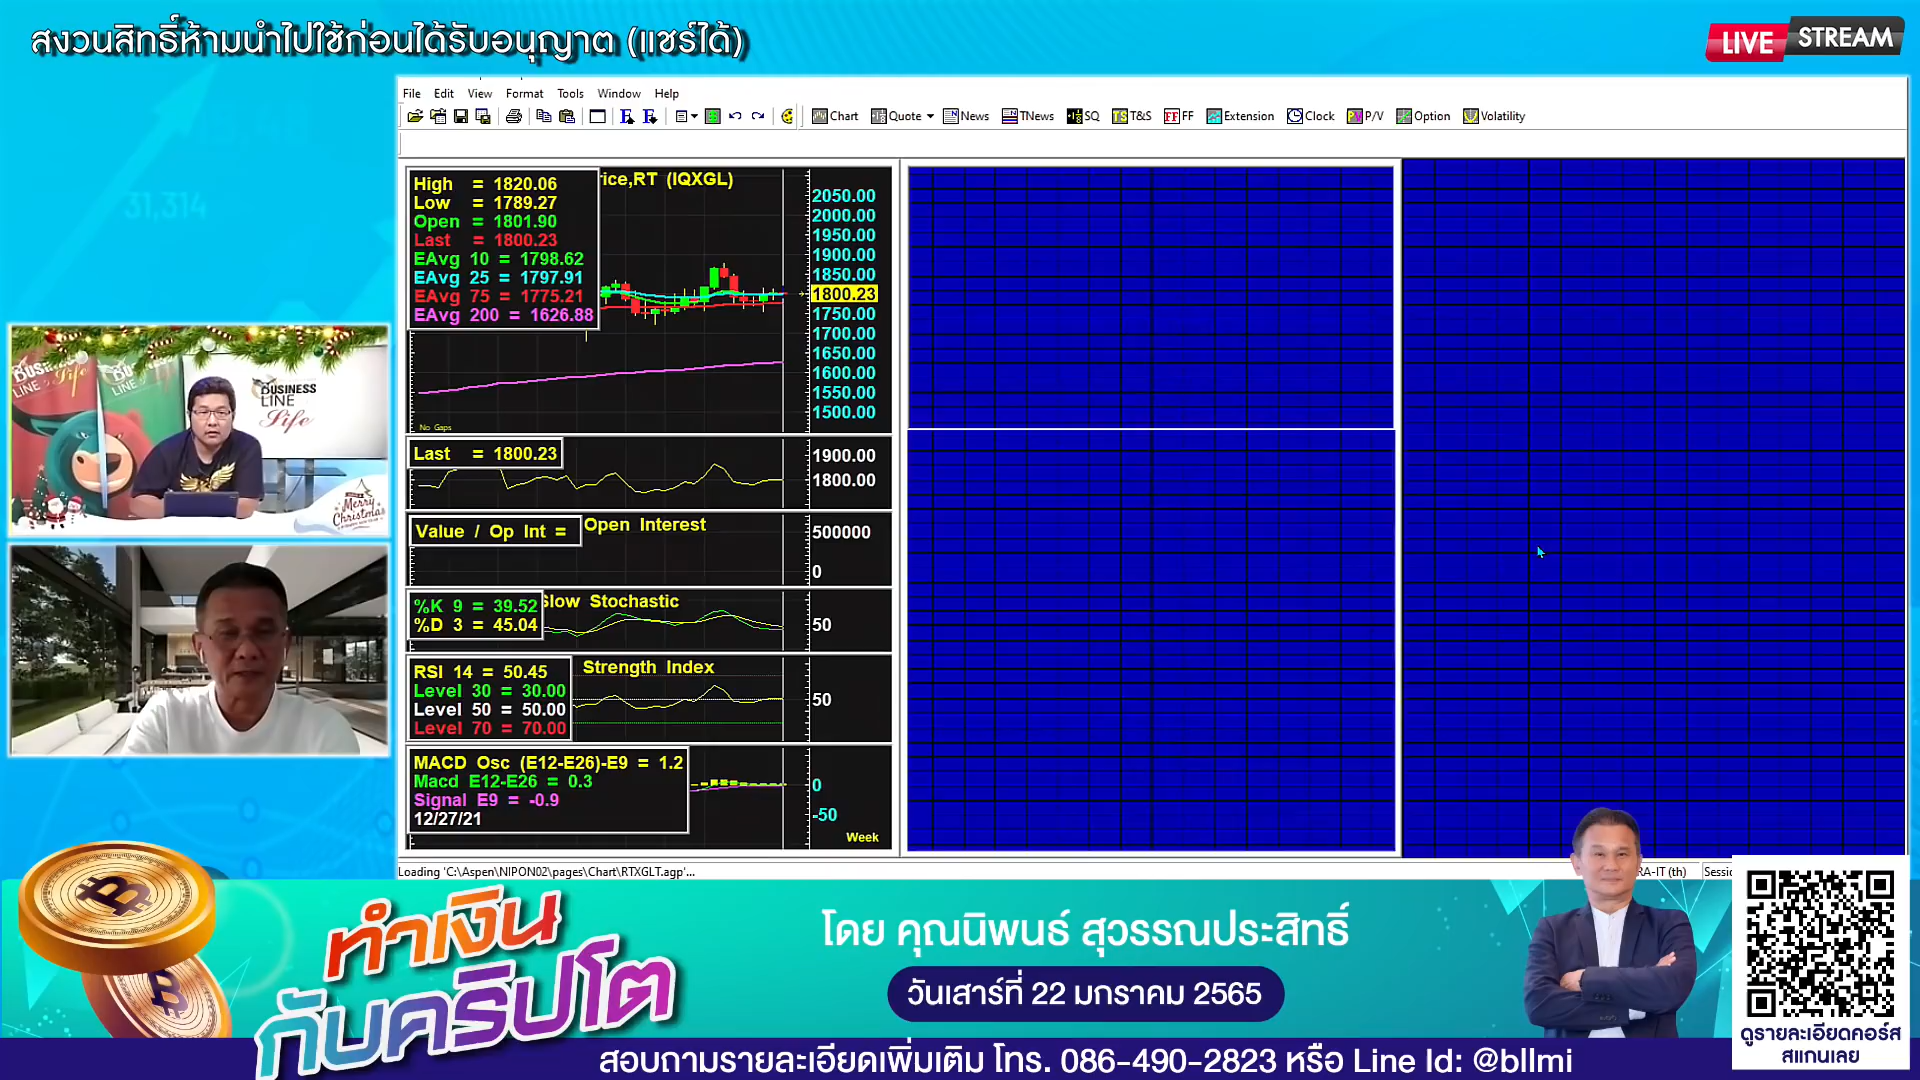 สงวนสิทธิ์ห้ามนำไปใช้ก่อนได้รับอนุญาต (แชร์ได้)
LIVE STREAM
31,314
File Edit View Format Tools Window Help
Chart Quote News TNews SQ T&S FF Extension Clock P/V Option Volatility
High = 1820.06
Low = 1789.27
Open = 1801.90
Last = 1800.23
EAvg 10 = 1798.62
EAvg 25 = 1797.91
EAvg 75 = 1775.21
EAvg 200 = 1626.88
rice,RT (IQXGL)
2050.00
2000.00
1950.00
1900.00
1850.00
1800.23
1750.00
1700.00
1650.00
1600.00
1550.00
1500.00
No Gaps
Last = 1800.23
1900.00
1800.00
Value / Op Int =
Open Interest
500000
0
%K 9 = 39.52
%D 3 = 45.04
Slow Stochastic
50
RSI 14 = 50.45
Level 30 = 30.00
Level 50 = 50.00
Level 70 = 70.00
Strength Index
50
MACD Osc (E12-E26)-E9 = 1.2
Macd E12-E26 = 0.3
Signal E9 = -0.9
12/27/21
0
-50
Week
BUSINESS
LINE
Life
Merry
Christmas
Loading 'C:\Aspen\NIPON02\pages\Chart\RTXGLT.agp'...
RA-IT (th)
Sessi
ทำเงิน
กับคริปโต
โดย คุณนิพนธ์ สุวรรณประสิทธิ์
วันเสาร์ที่ 22 มกราคม 2565
ดูรายละเอียดคอร์ส
สแกนเลย
สอบถามรายละเอียดเพิ่มเติม โทร. 086-490-2823 หรือ Line Id: @bllmi